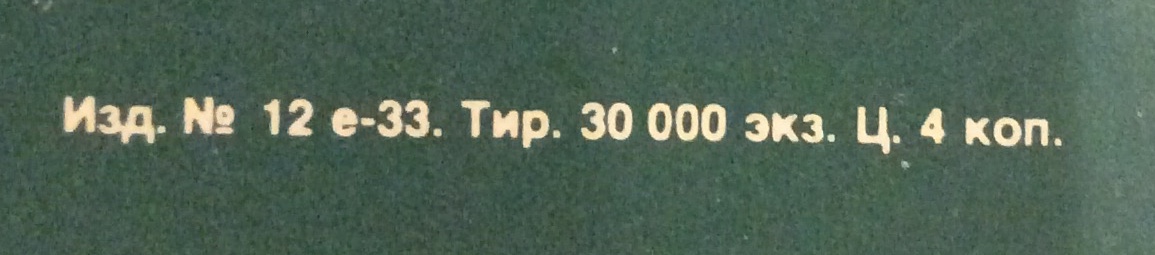 Изд. № 12 е-33. Тир. 30 000 экз. Ц. 4 коп.